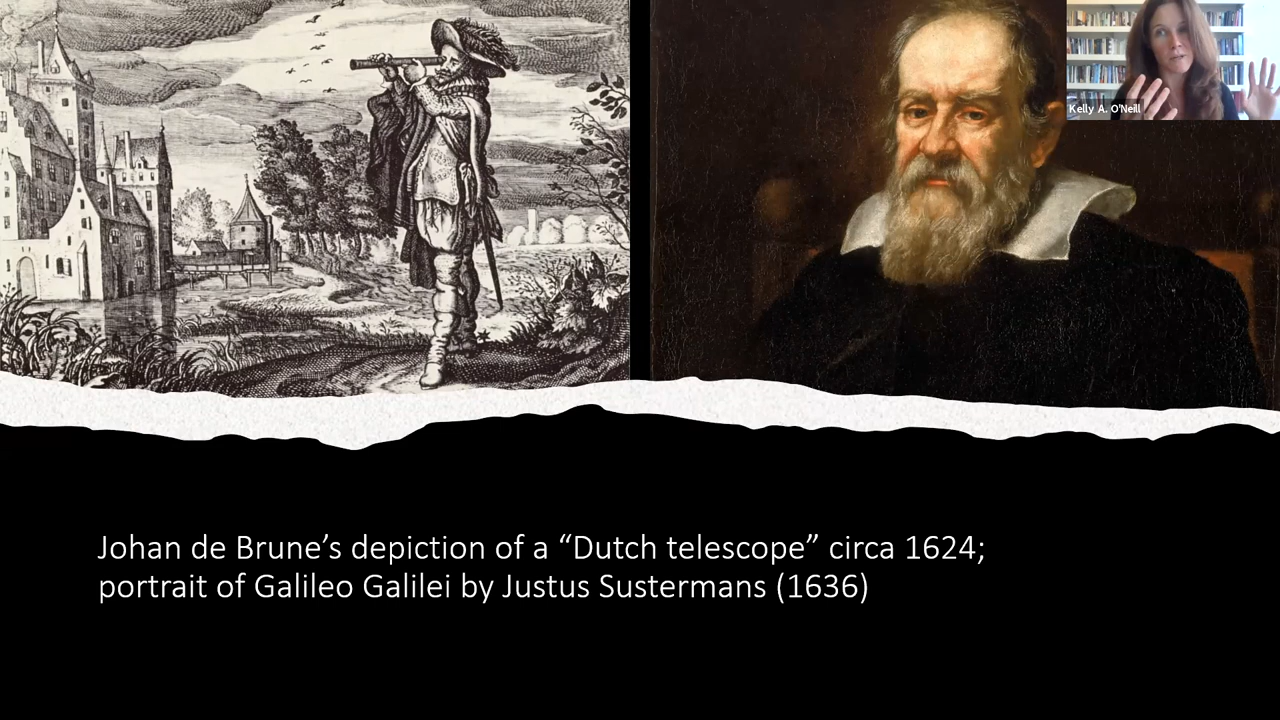 Kelly A. O'Neill
Johan de Brune’s depiction of a “Dutch telescope” circa 1624;
portrait of Galileo Galilei by Justus Sustermans (1636)